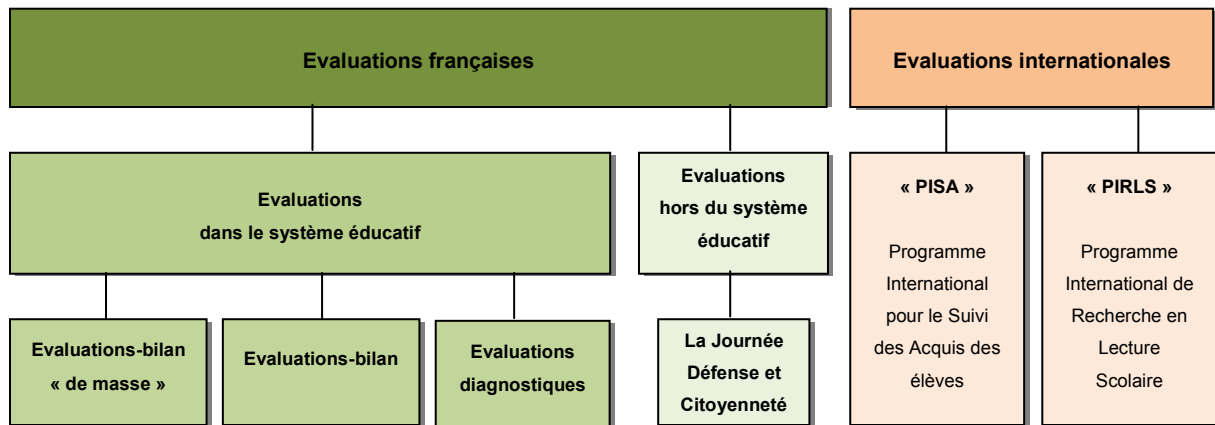 Evaluations françaises
Evaluations internationales
Evaluations
dans le système éducatif
Evaluations
hors du système
éducatif
« PISA »
Programme
International
pour le Suivi
des Acquis des
élèves
« PIRLS »
Programme
International de
Recherche en
Lecture
Scolaire
Evaluations-bilan
« de masse »
Evaluations-bilan
Evaluations
diagnostiques
La Journée
Défense et
Citoyenneté